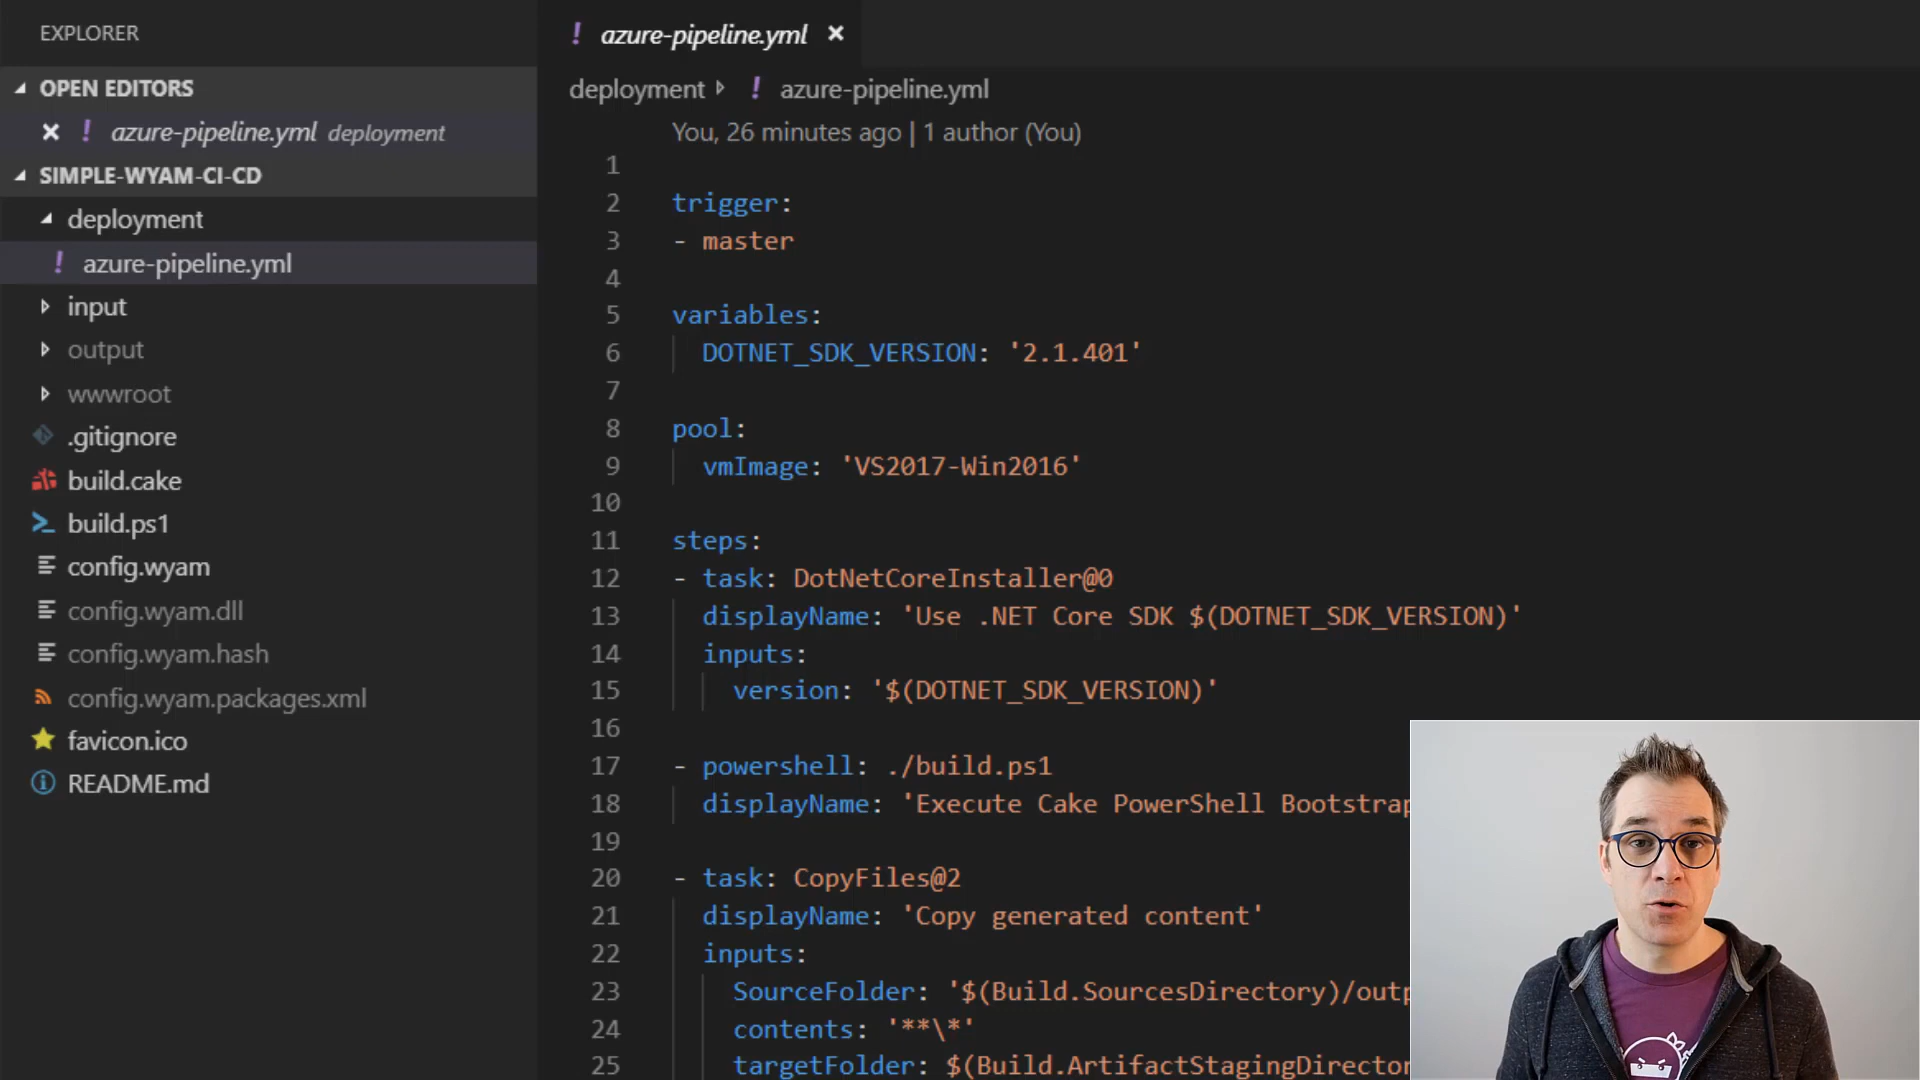 EXPLORER
OPEN EDITORS
azure-pipeline.yml deployment
SIMPLE-WYAM-CI-CD
deployment
azure-pipeline.yml
input
output
wwwroot
.gitignore
build.cake
build.ps1
config.wyam
config.wyam.dll
config.wyam.hash
config.wyam.packages.xml
favicon.ico
README.md
! azure-pipeline.yml
deployment ! azure-pipeline.yml
You, 26 minutes ago | 1 author (You)
1
2 trigger:
3 - master
4
5 variables:
6 DOTNET_SDK_VERSION: '2.1.401'
7
8 pool:
9 vmImage: 'VS2017-Win2016'
10
11 steps:
12 - task: DotNetCoreInstaller@0
13 displayName: 'Use .NET Core SDK $(DOTNET_SDK_VERSION)'
14 inputs:
15 version: '$(DOTNET_SDK_VERSION)'
16
17 - powershell: ./build.ps1
18 displayName: 'Execute Cake PowerShell Bootstrap
19
20 - task: CopyFiles@2
21 displayName: 'Copy generated content'
22 inputs:
23 SourceFolder: '$(Build.SourcesDirectory)/outp
24 contents: '**\*'
25 targetFolder: $(Build.ArtifactStagingDirector